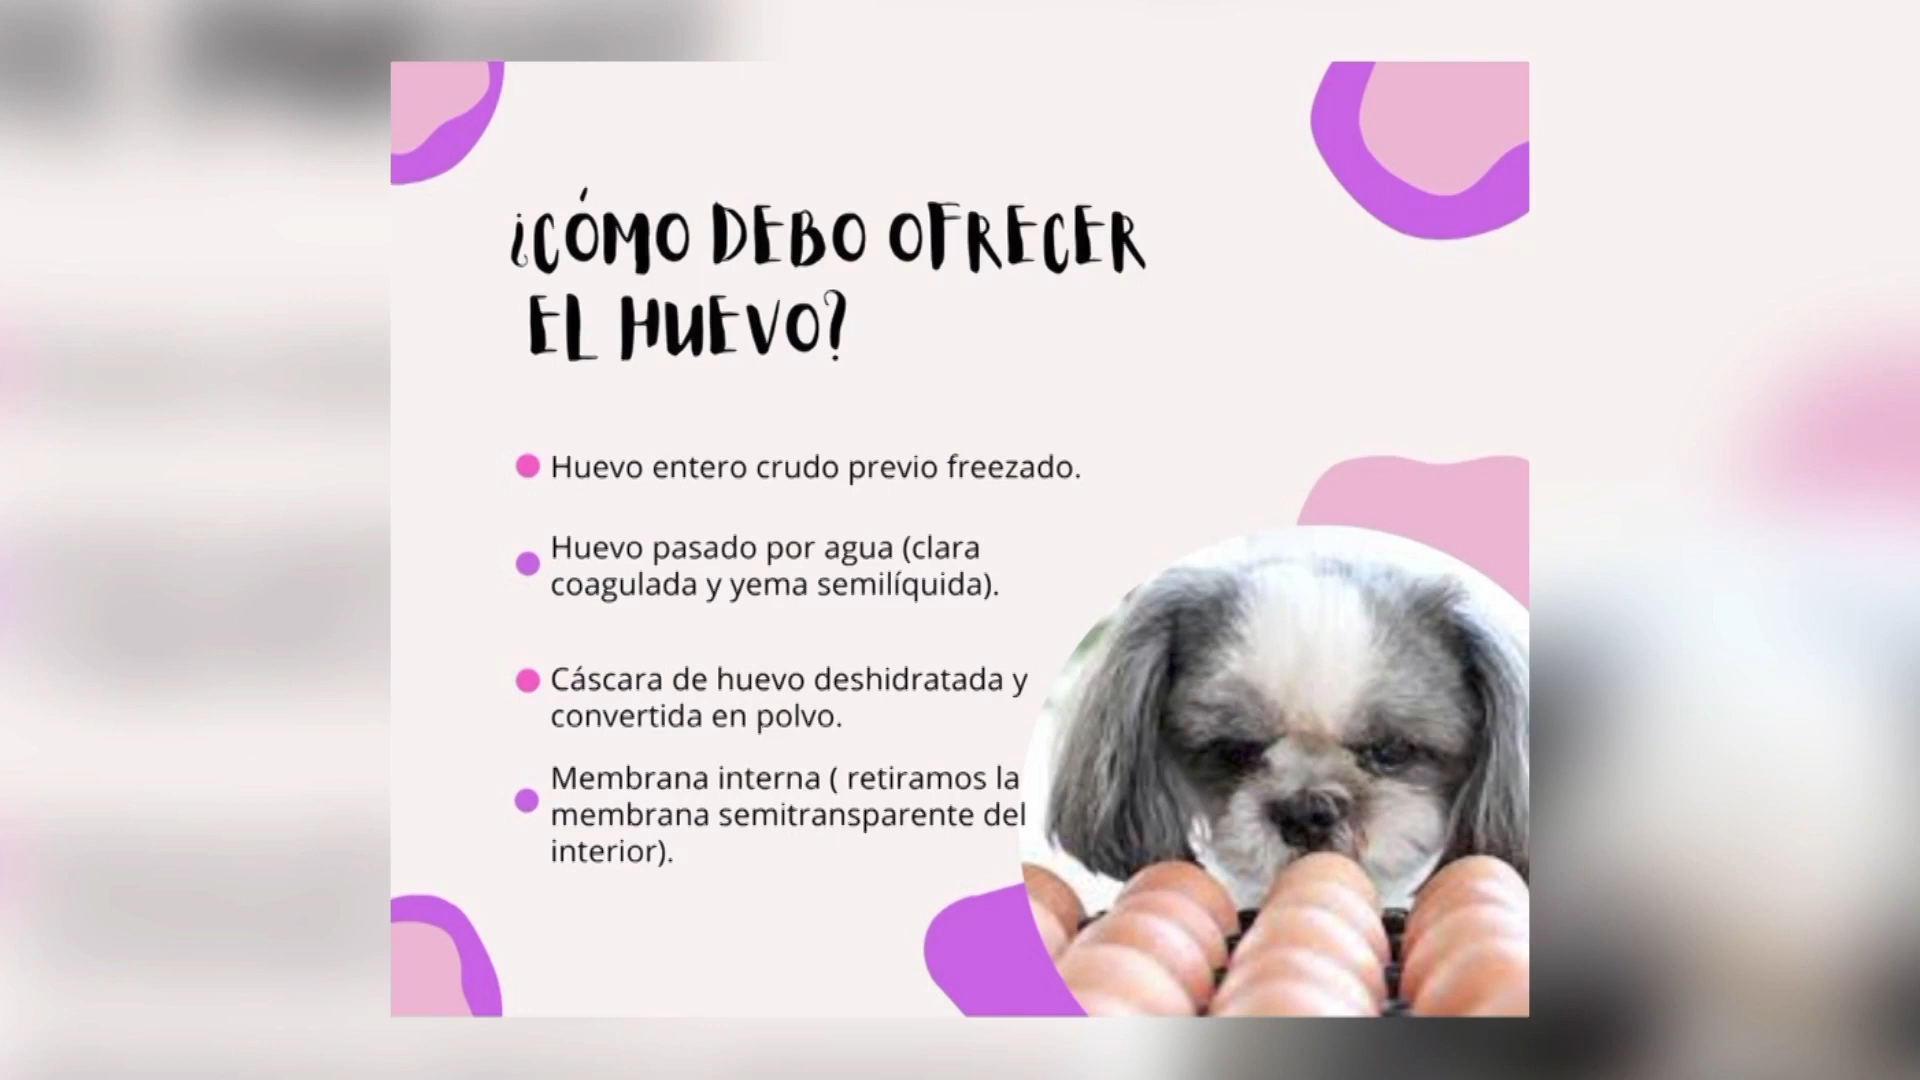 ¿CÓMO DEBO OFRECER
EL HUEVO?
Huevo entero crudo previo freezado.
Huevo pasado por agua (clara
coagulada y yema semilíquida).
Cáscara de huevo deshidratada y
convertida en polvo.
Membrana interna ( retiramos la
membrana semitransparente del
interior).